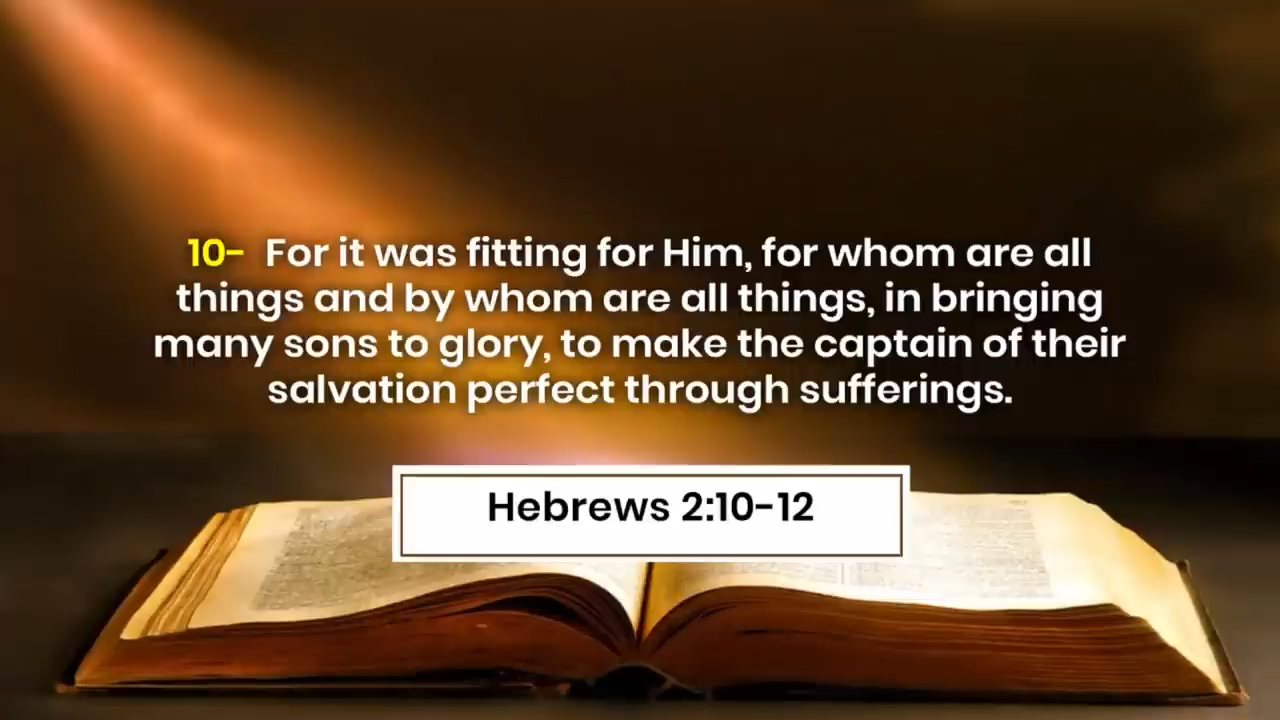 10- For it was fitting for Him, for whom are all
things and by whom are all things, in bringing
many sons to glory, to make the captain of their
salvation perfect through sufferings.
Hebrews 2:10-12